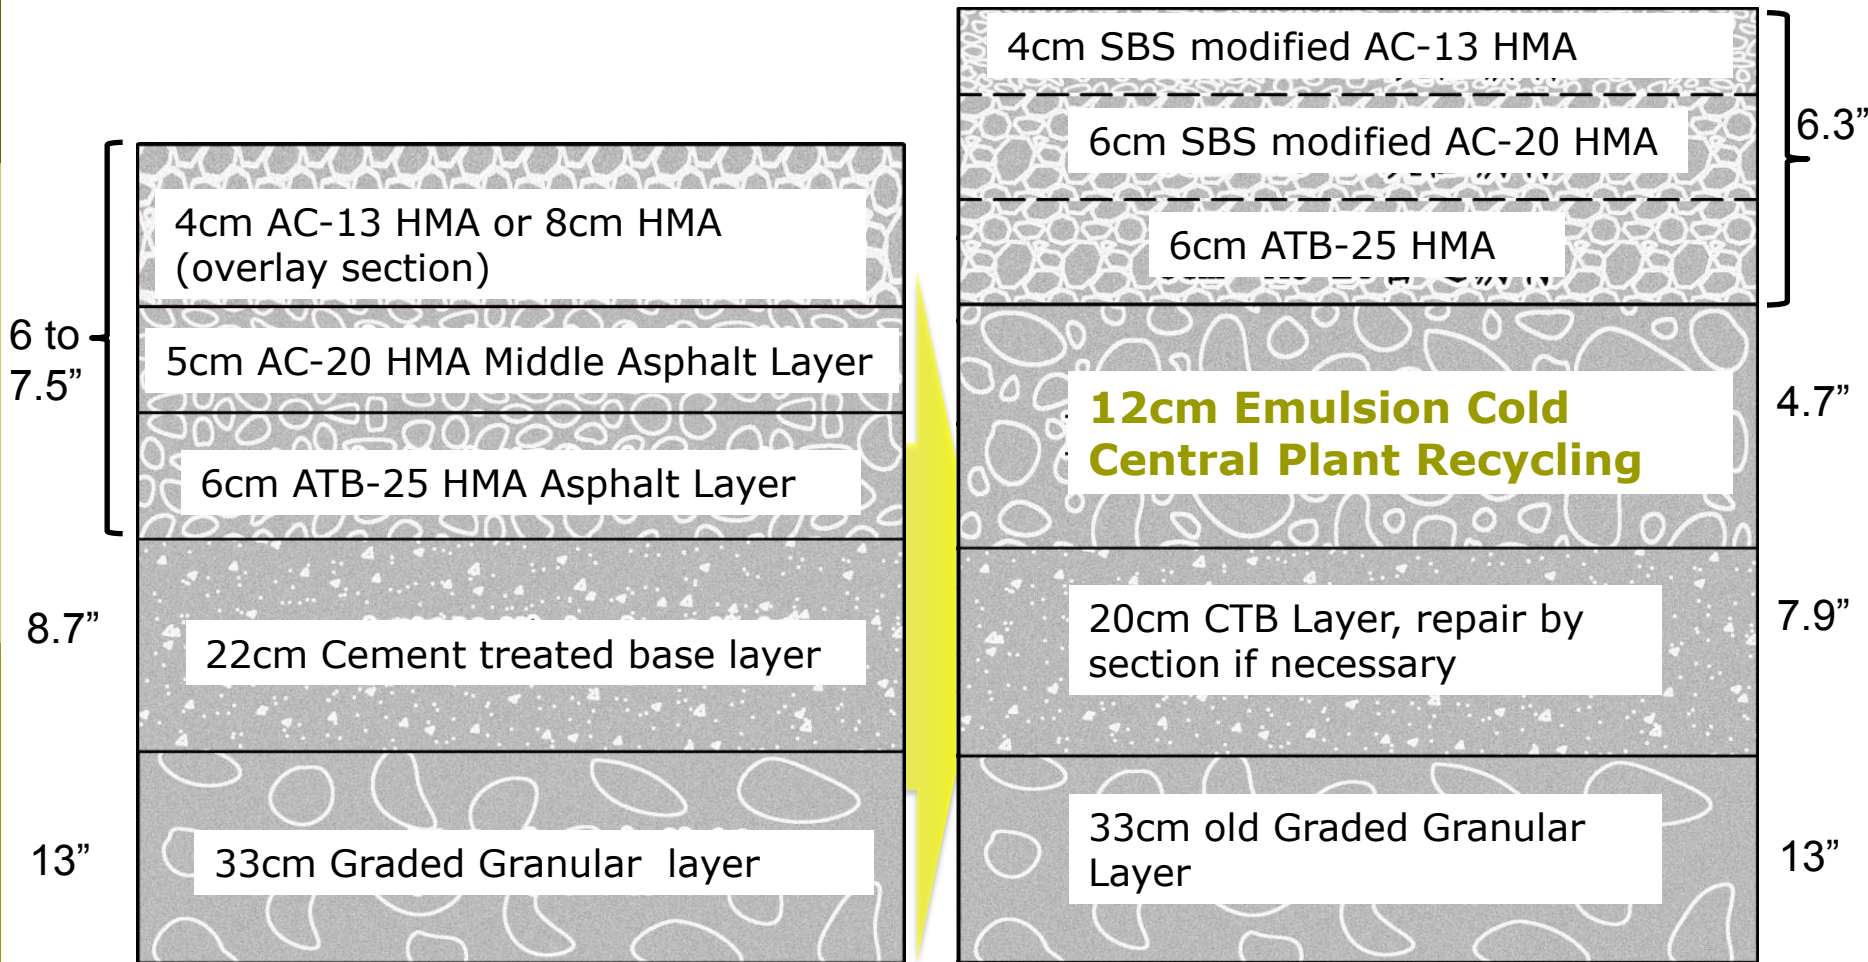 4cm AC-13 HMA or 8cm HMA
(overlay section)
6 to
7.5”
5cm AC-20 HMA Middle Asphalt Layer
6cm ATB-25 HMA Asphalt Layer
8.7”
22cm Cement treated base layer
13”
33cm Graded Granular layer
4cm SBS modified AC-13 HMA
6.3”
6cm SBS modified AC-20 HMA
6cm ATB-25 HMA
12cm Emulsion Cold
Central Plant Recycling
4.7”
20cm CTB Layer, repair by
section if necessary
7.9”
33cm old Graded Granular
Layer
13”